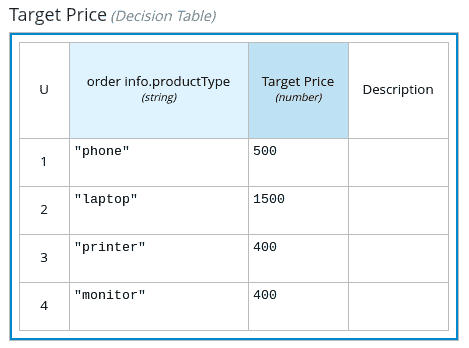 Target Price (Decision Table)
U order info.productType (string) Target Price (number) Description
1 "phone" 500
2 "laptop" 1500
3 "printer" 400
4 "monitor" 400